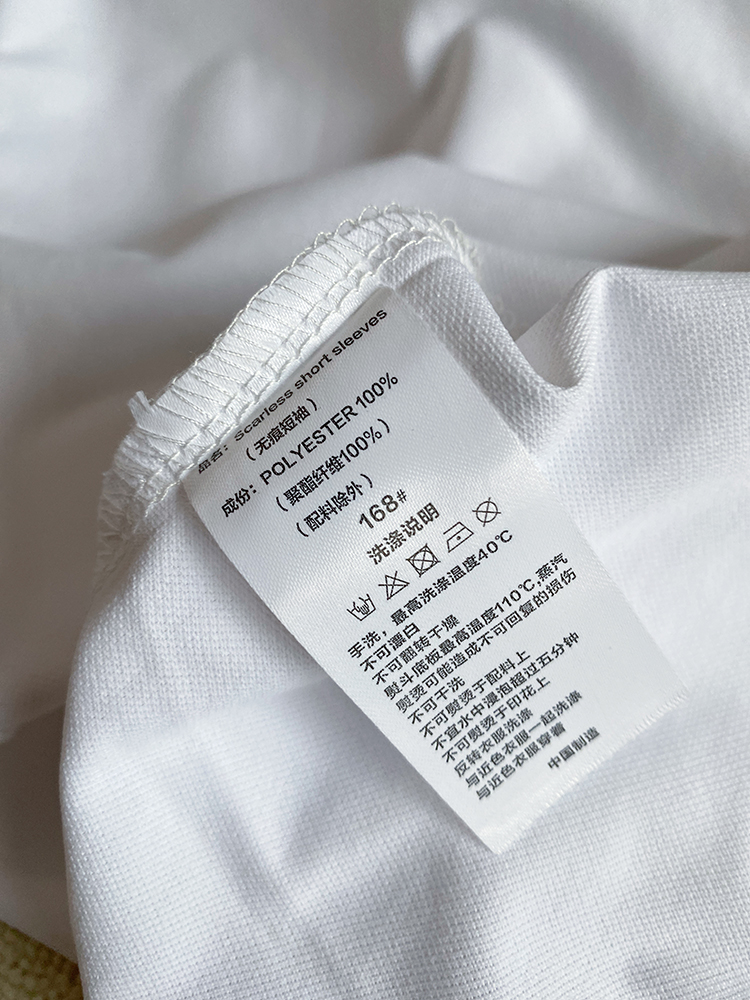 品名：Scarless short sleeves
（无痕短袖）
成份：POLYESTER 100%
（聚酯纤维100%）
（配料除外）
168#
洗涤说明
手洗，最高洗涤温度40℃
不可漂白
不可翻转干燥
熨斗底板最高温度110℃,蒸汽
熨烫可能造成不可回复的损伤
不可干洗
不可熨烫于配料上
不宜水中浸泡超过五分钟
不可熨烫于印花上
反转衣服洗涤
与近色衣服一起洗涤
与近色衣服穿着
中国制造